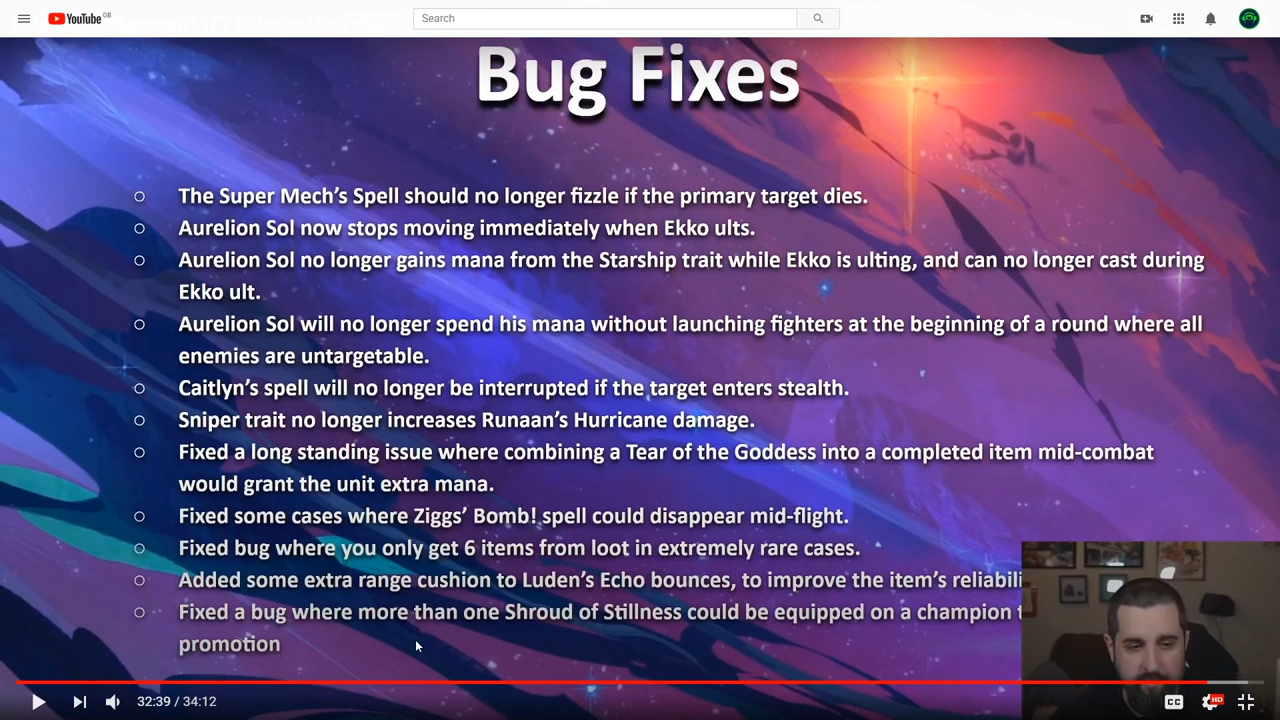 YouTube GB
Search
Bug Fixes
The Super Mech's Spell should no longer fizzle if the primary target dies.
Aurelion Sol now stops moving immediately when Ekko ults.
Aurelion Sol no longer gains mana from the Starship trait while Ekko is ulting, and can no longer cast during
Ekko ult.
Aurelion Sol will no longer spend his mana without launching fighters at the beginning of a round where all
enemies are untargetable.
Caitlyn's spell will no longer be interrupted if the target enters stealth.
Sniper trait no longer increases Runaan's Hurricane damage.
Fixed a long standing issue where combining a Tear of the Goddess into a completed item mid-combat
would grant the unit extra mana.
Fixed some cases where Ziggs' Bomb! spell could disappear mid-flight.
Fixed bug where you only get 6 items from loot in extremely rare cases.
Added some extra range cushion to Luden's Echo bounces, to improve the item's reliabili
Fixed a bug where more than one Shroud of Stillness could be equipped on a champion t
promotion
32:39 / 34:12
CC
HD